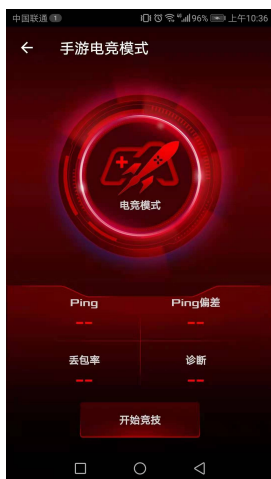 中国联通 1 96% 上午10:36
手游电竞模式
电竞模式
Ping Ping偏差
-- --
丢包率 诊断
-- --
开始竞技